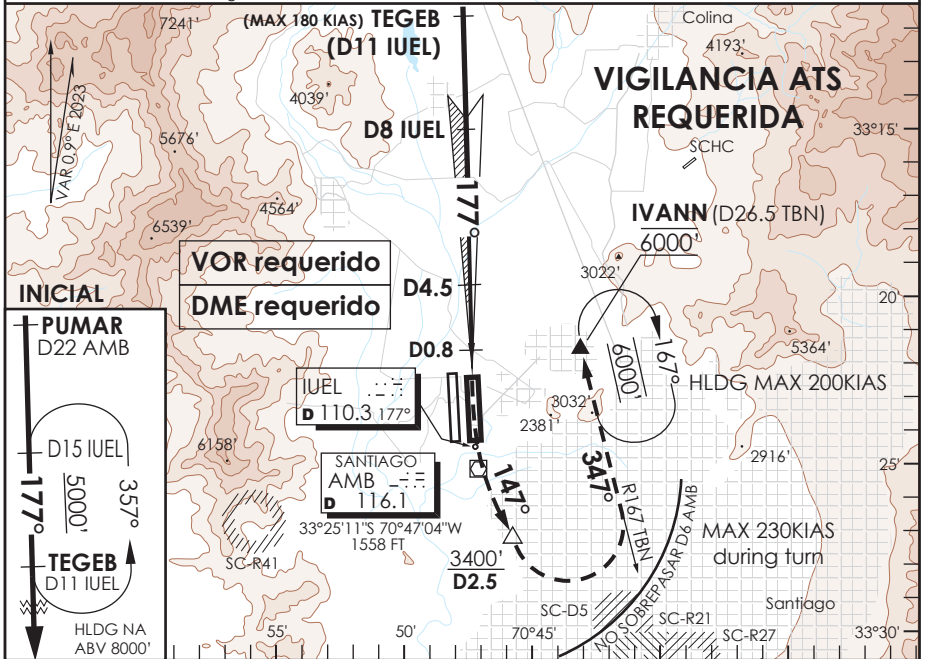 7241'
(MAX 180 KIAS) TEGEB
(D11 IUEL)
Colina
4193'
VIGILANCIA ATS
REQUERIDA
4039'
VAR 0.9° E 2023
D8 IUEL
33°15'
SCHC
5676'
177°
4564'
IVANN (D26.5 TBN)
6000'
6539'
VOR requerido
DME requerido
3022'
D4.5
20'
INICIAL
PUMAR
D22 AMB
D0.8
167°
6000'
5364'
IUEL
D 110.3 177°
HLDG MAX 200KIAS
3032'
2381'
6158'
D15 IUEL
5000'
357°
177°
2916'
25'
SANTIAGO
AMB
D 116.1
33°25'11"S 70°47'04"W
1558 FT
147°
347°
R167 TBN
MAX 230KIAS
during turn
SC-R41
3400'
D2.5
TEGEB
D11 IUEL
NO SOBREPASAR D6 AMB
SC-D5
SC-R21
Santiago
SC-R27
HLDG NA
ABV 8000'
55'
50'
70°45'
33°30'